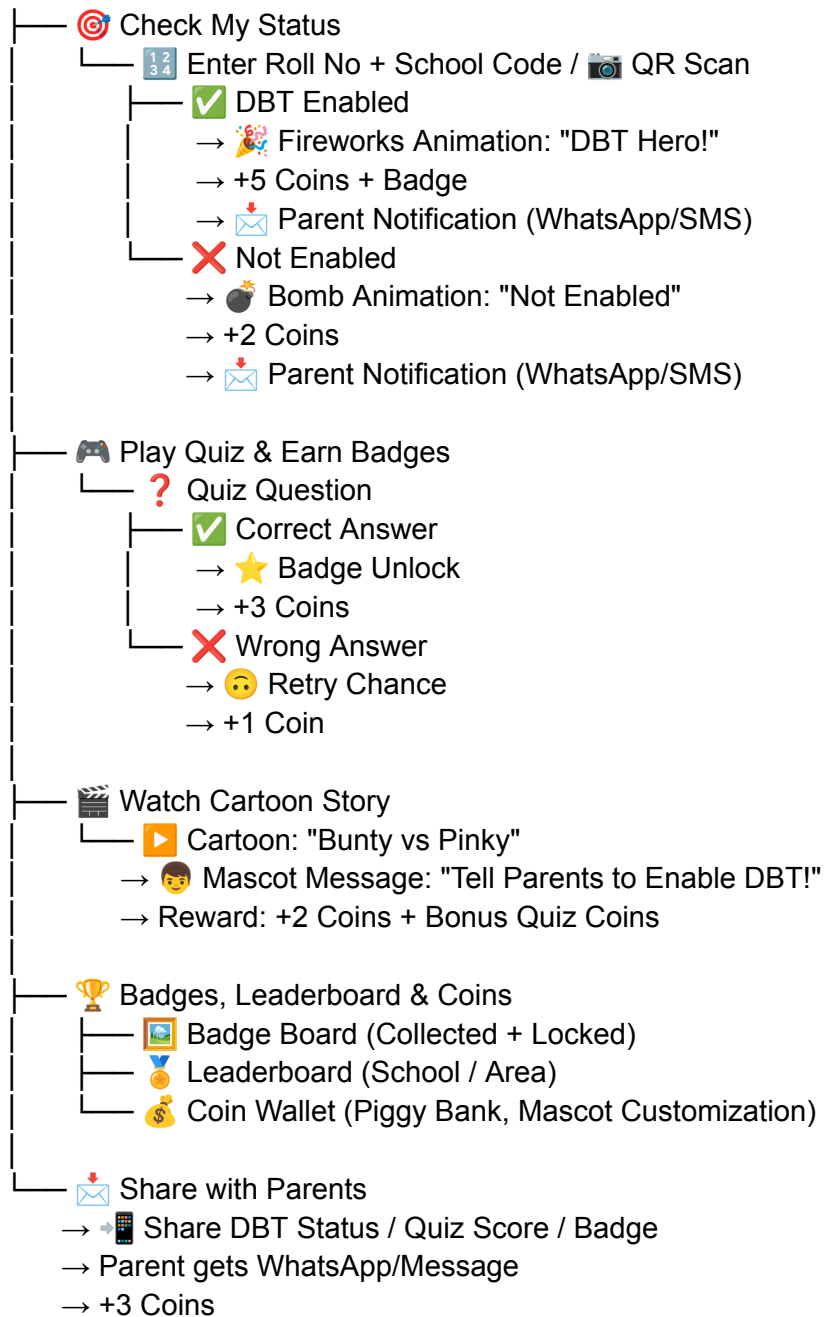 ├── 🎯 Check My Status
│ └── 🔢 Enter Roll No + School Code / 📷 QR Scan
│ ├── ✅ DBT Enabled
│ │ → 🎉 Fireworks Animation: "DBT Hero!"
│ │ → +5 Coins + Badge
│ │ → 📩 Parent Notification (WhatsApp/SMS)
│ └── ❌ Not Enabled
│ → 💣 Bomb Animation: "Not Enabled"
│ → +2 Coins
│ → 📩 Parent Notification (WhatsApp/SMS)
│
├── 🎮 Play Quiz & Earn Badges
│ └── ❓ Quiz Question
│ ├── ✅ Correct Answer
│ │ → ⭐ Badge Unlock
│ │ → +3 Coins
│ └── ❌ Wrong Answer
│ → 🙃 Retry Chance
│ → +1 Coin
│
├── 🎬 Watch Cartoon Story
│ └── ▶️ Cartoon: "Bunty vs Pinky"
│ → 👦 Mascot Message: "Tell Parents to Enable DBT!"
│ → Reward: +2 Coins + Bonus Quiz Coins
│
├── 🏆 Badges, Leaderboard & Coins
│ ├── 🖼️ Badge Board (Collected + Locked)
│ ├── 🏅 Leaderboard (School / Area)
│ └── 💰 Coin Wallet (Piggy Bank, Mascot Customization)
│
└── 📩 Share with Parents
→ 📲 Share DBT Status / Quiz Score / Badge
→ Parent gets WhatsApp/Message
→ +3 Coins